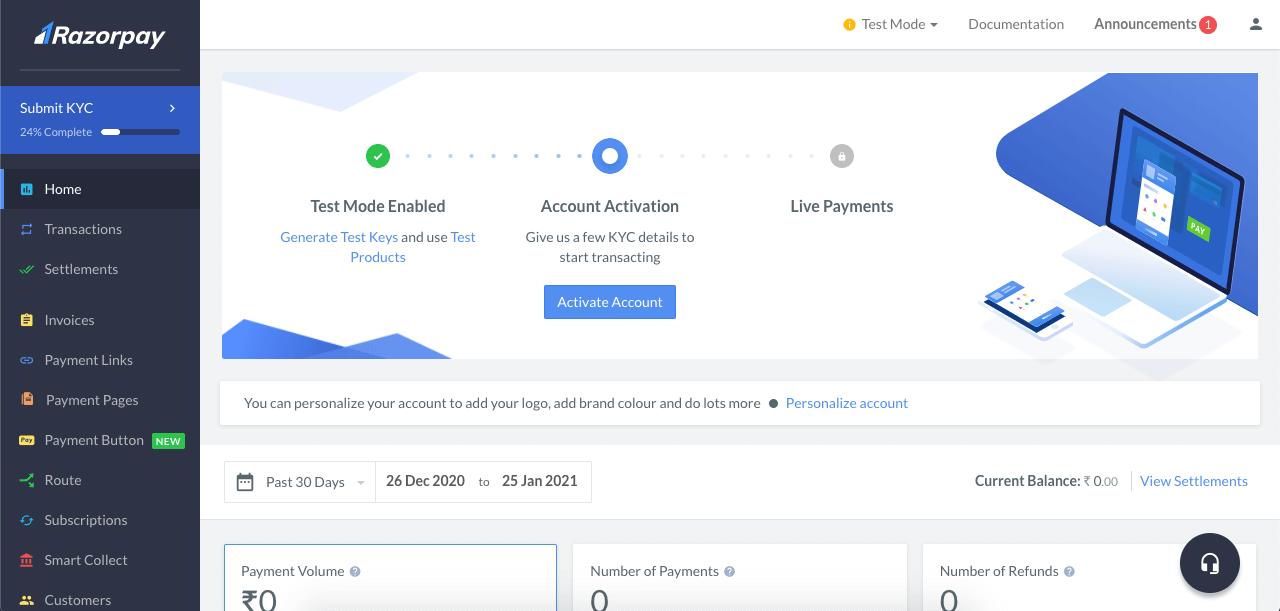 Razorpay
Test Mode
Documentation
Announcements 1
Submit KYC
24% Complete
Home
Transactions
Settlements
Invoices
Payment Links
Payment Pages
Pay Payment Button NEW
Route
Subscriptions
Smart Collect
Customers
Test Mode Enabled
Generate Test Keys and use Test
Products
Account Activation
Give us a few KYC details to
start transacting
Activate Account
Live Payments
PAY
You can personalize your account to add your logo, add brand colour and do lots more ● Personalize account
Past 30 Days
26 Dec 2020 to 25 Jan 2021
Current Balance: ₹ 0.00
View Settlements
Payment Volume ?
₹0
Number of Payments ?
0
Number of Refunds ?
0